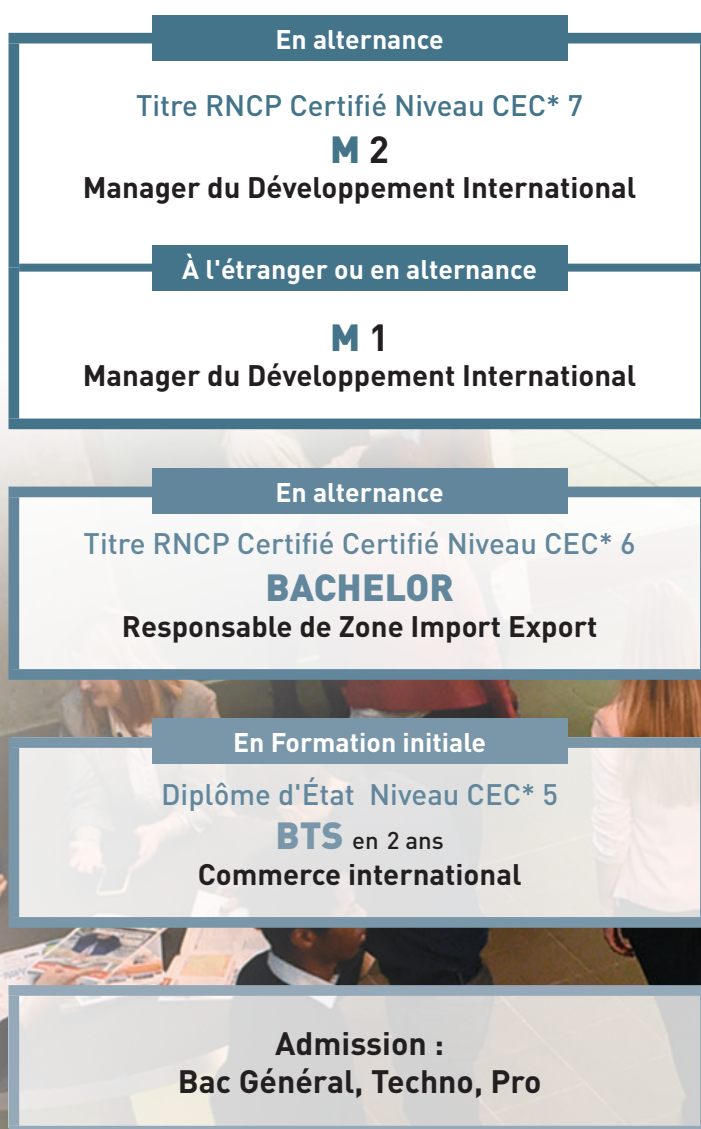 En alternance
Titre RNCP Certifié Niveau CEC* 7
M 2
Manager du Développement International
À l'étranger ou en alternance
M 1
Manager du Développement International
En alternance
Titre RNCP Certifié Certifié Niveau CEC* 6
BACHELOR
Responsable de Zone Import Export
En Formation initiale
Diplôme d'État Niveau CEC* 5
BTS en 2 ans
Commerce international
Admission :
Bac Général, Techno, Pro